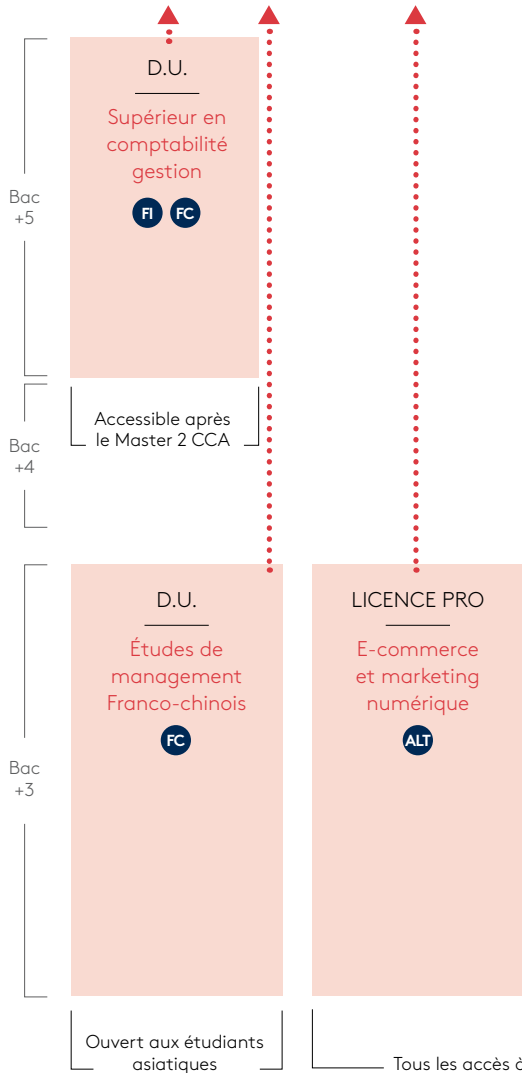 D.U.
Supérieur en
comptabilité
gestion
FI FC
Bac
+5
Accessible après
le Master 2 CCA
Bac
+4
D.U.
Études de
management
Franco-chinois
FC
LICENCE PRO
E-commerce
et marketing
numérique
ALT
Bac
+3
Ouvert aux étudiants
asiatiques
Tous les accès à